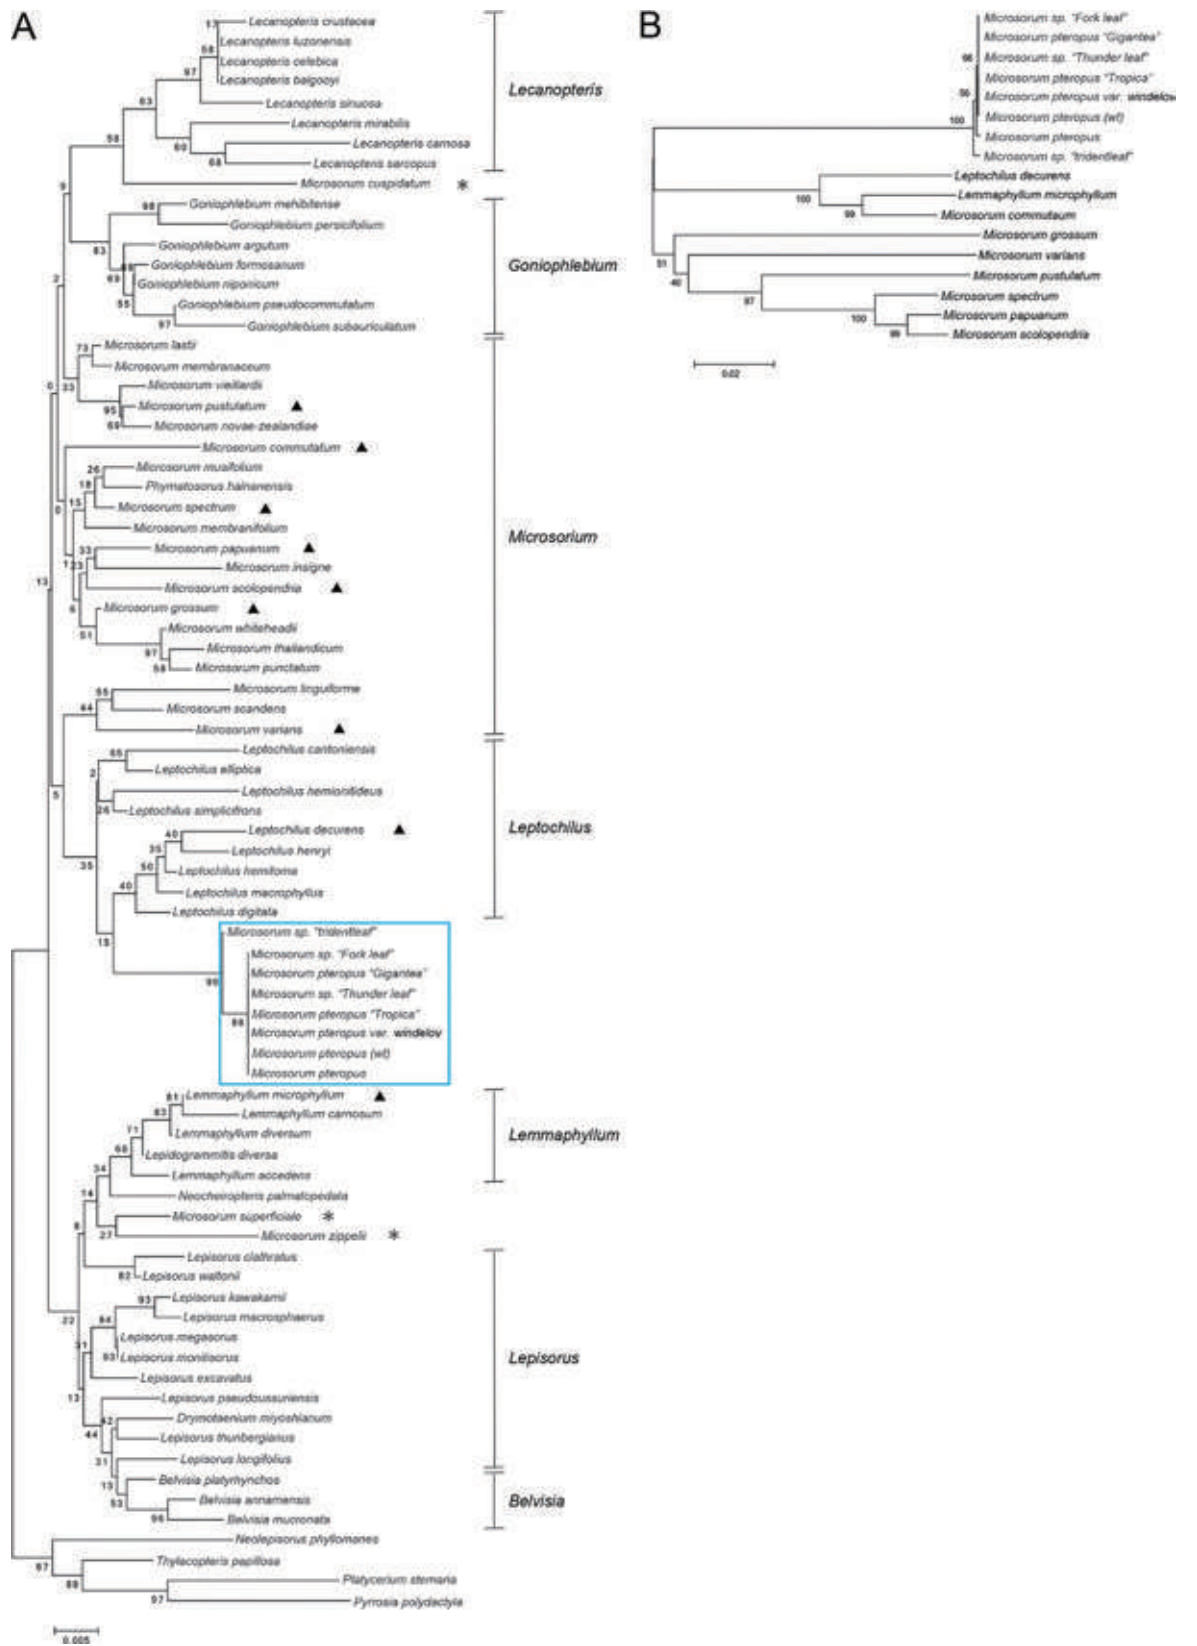 A
Lecanopteris crustacea
Lecanopteris luzonensis
Lecanopteris celebica
Lecanopteris balgooyi
Lecanopteris sinuosa
Lecanopteris mirabilis
Lecanopteris carnosa
Lecanopteris sarcopus
Microsorum cuspidatum *
Goniophlebium mehibitense
Goniophlebium persicifolium
Goniophlebium argutum
Goniophlebium formosanum
Goniophlebium niponicum
Goniophlebium pseudocommutatum
Goniophlebium subauriculatum
Microsorum lastii
Microsorum membranaceum
Microsorum vieillardii
Microsorum pustulatum ▲
Microsorum novae-zealandiae
Microsorum commutatum ▲
Microsorum musifolium
Phymatosorus hainanensis
Microsorum spectrum ▲
Microsorum membranifolium
Microsorum papuanum ▲
Microsorum insigne
Microsorum scolopendria ▲
Microsorum grossum ▲
Microsorum whiteheadii
Microsorum thailandicum
Microsorum punctatum
Microsorum linguiforme
Microsorum scandens
Microsorum varians ▲
Leptochilus cantoniensis
Leptochilus elliptica
Leptochilus hemionitideus
Leptochilus simplicifrons
Leptochilus decurens ▲
Leptochilus henryi
Leptochilus hemitoma
Leptochilus macrophyllus
Leptochilus digitata
Microsorum sp. "tridentleaf"
Microsorum sp. "Fork leaf"
Microsorum pteropus "Gigantea"
Microsorum sp. "Thunder leaf"
Microsorum pteropus "Tropica"
Microsorum pteropus var. windelov
Microsorum pteropus (wt)
Microsorum pteropus
Lemmaphyllum microphyllum ▲
Lemmaphyllum carnosum
Lemmaphyllum diversum
Lepidogrammitis diversa
Lemmaphyllum accedens
Neocheiropteris palmatopedata
Microsorum superficiale *
Microsorum zippelii *
Lepisorus clathratus
Lepisorus waltonii
Lepisorus kawakamii
Lepisorus macrosphaerus
Lepisorus megasorus
Lepisorus monilisorus
Lepisorus excavatus
Lepisorus pseudoussuriensis
Drymotaenium miyoshianum
Lepisorus thunbergianus
Lepisorus longifolius
Belvisia platyrhynchos
Belvisia annamensis
Belvisia mucronata
Neolepisorus phyllomanes
Thylacopteris papillosa
Platycerium stemaria
Pyrrosia polydactyla
0.005
Lecanopteris
Goniophlebium
Microsorium
Leptochilus
Lemmaphyllum
Lepisorus
Belvisia
B
Microsorum sp. "Fork leaf"
Microsorum pteropus "Gigantea"
Microsorum sp. "Thunder leaf"
Microsorum pteropus "Tropica"
Microsorum pteropus var. windelov
Microsorum pteropus (wt)
Microsorum pteropus
Microsorum sp. "tridentleaf"
Leptochilus decurens
Lemmaphyllum microphyllum
Microsorum commutaum
Microsorum grossum
Microsorum varians
Microsorum pustulatum
Microsorum spectrum
Microsorum papuanum
Microsorum scolopendria
0.02